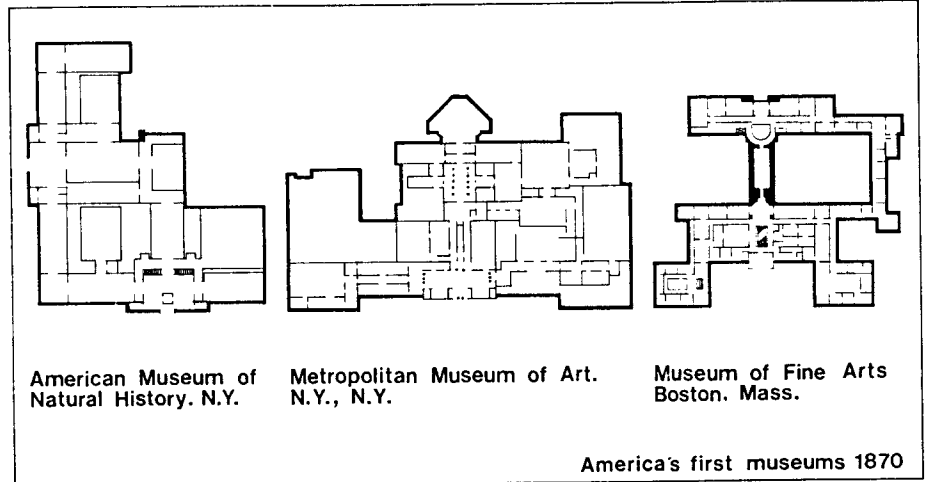 American Museum of
Natural History. N.Y.
Metropolitan Museum of Art.
N.Y., N.Y.
Museum of Fine Arts
Boston. Mass.
America's first museums 1870